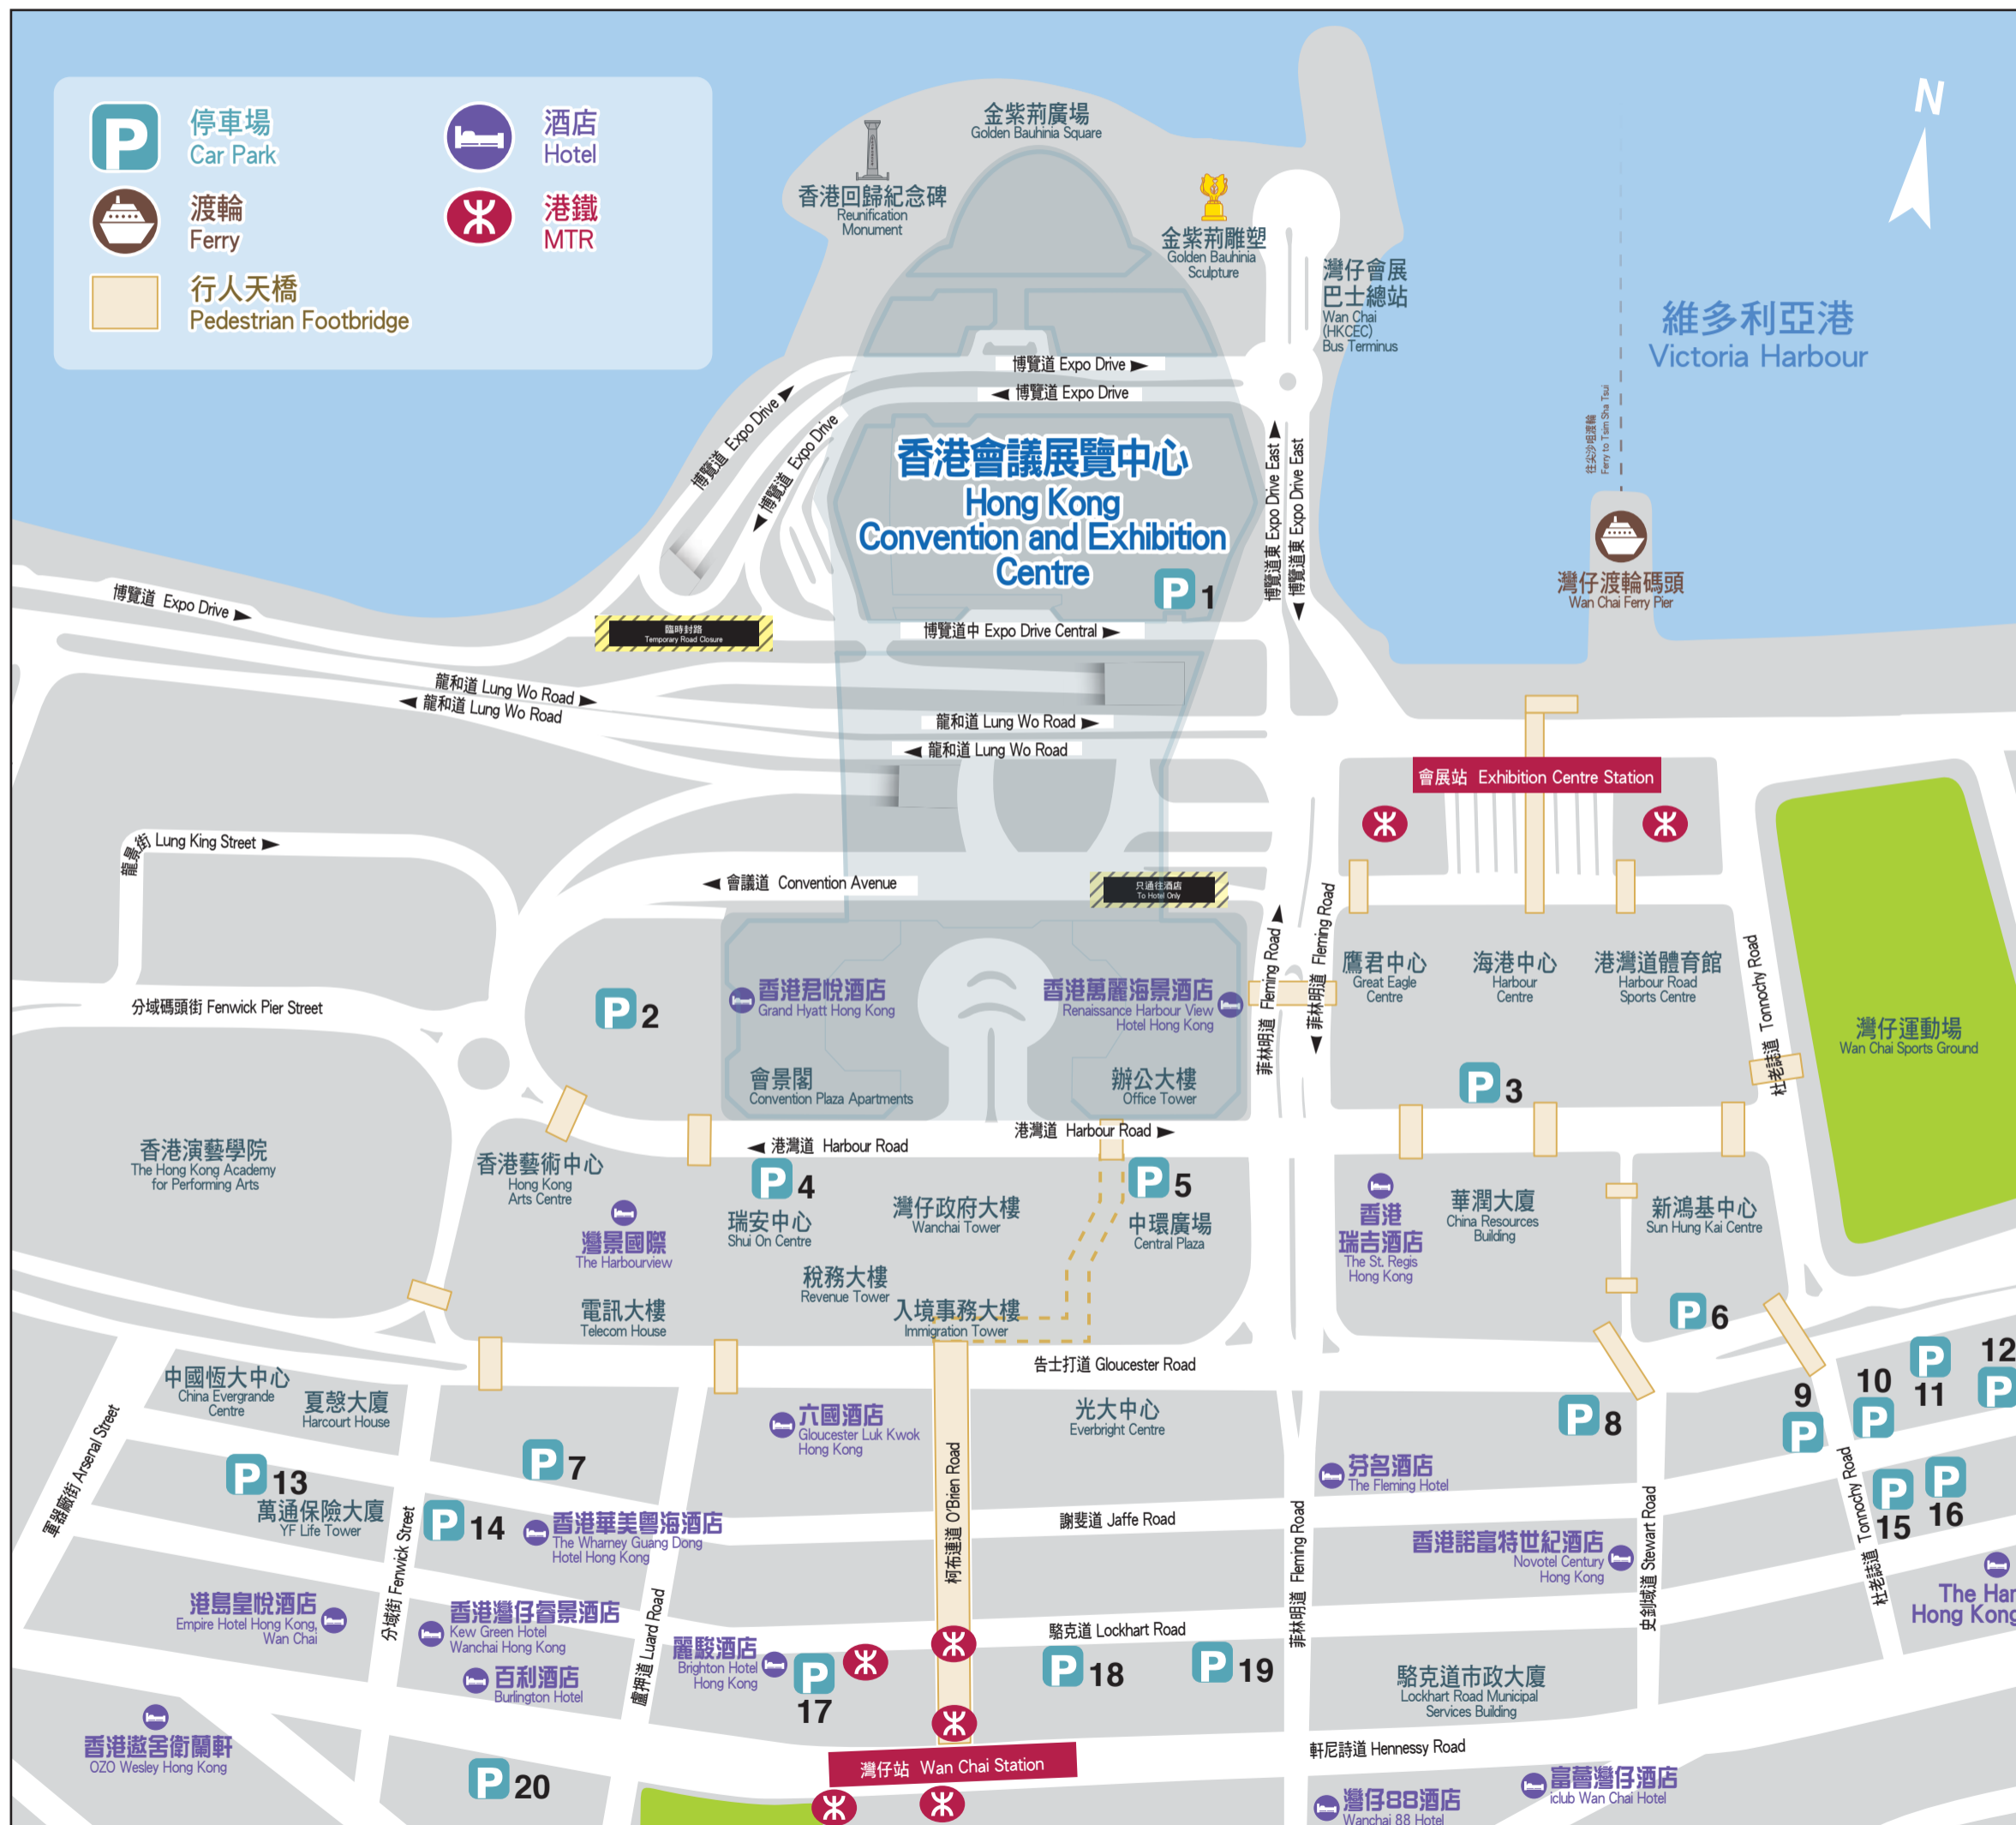 停車場
Car Park
酒店
Hotel
渡輪
Ferry
港鐵
MTR
行人天橋
Pedestrian Footbridge
N
金紫荊廣場
Golden Bauhinia Square
香港回歸紀念碑
Reunification
Monument
金紫荊雕塑
Golden Bauhinia
Sculpture
灣仔會展
巴士總站
Wan Chai
(HKCEC)
Bus Terminus
維多利亞港
Victoria Harbour
往尖沙咀渡輪
Ferry to Tsim Sha Tsui
灣仔渡輪碼頭
Wan Chai Ferry Pier
博覽道 Expo Drive
博覽道 Expo Drive
博覽道 Expo Drive
博覽道 Expo Drive
香港會議展覽中心
Hong Kong
Convention and Exhibition
Centre
P 1
博覽道東 Expo Drive East
博覽道東 Expo Drive East
博覽道 Expo Drive
臨時封路
Temporary Road Closure
博覽道中 Expo Drive Central
龍和道 Lung Wo Road
龍和道 Lung Wo Road
龍和道 Lung Wo Road
龍和道 Lung Wo Road
會展站 Exhibition Centre Station
龍景街 Lung King Street
會議道 Convention Avenue
只通往酒店
To Hotel Only
菲林明道 Fleming Road
菲林明道 Fleming Road
鷹君中心
Great Eagle
Centre
海港中心
Harbour
Centre
港灣道體育館
Harbour Road
Sports Centre
杜老誌道 Tonnochy Road
灣仔運動場
Wan Chai Sports Ground
分域碼頭街 Fenwick Pier Street
P 2
香港君悅酒店
Grand Hyatt Hong Kong
香港萬麗海景酒店
Renaissance Harbour View
Hotel Hong Kong
會景閣
Convention Plaza Apartments
辦公大樓
Office Tower
P 3
港灣道 Harbour Road
港灣道 Harbour Road
香港演藝學院
The Hong Kong Academy
for Performing Arts
香港藝術中心
Hong Kong
Arts Centre
灣景國際
The Harbourview
P 4
瑞安中心
Shui On Centre
灣仔政府大樓
Wanchai Tower
P 5
中環廣場
Central Plaza
香港
瑞吉酒店
The St. Regis
Hong Kong
華潤大廈
China Resources
Building
新鴻基中心
Sun Hung Kai Centre
電訊大樓
Telecom House
稅務大樓
Revenue Tower
入境事務大樓
Immigration Tower
P 6
告士打道 Gloucester Road
中國恆大中心
China Evergrande
Centre
夏慤大廈
Harcourt House
六國酒店
Gloucester Luk Kwok
Hong Kong
光大中心
Everbright Centre
P 8
9
P
10
P
P
11
12
P
軍器廠街 Arsenal Street
P 13
萬通保險大廈
YF Life Tower
P 7
P 14
香港華美粵海酒店
The Wharney Guang Dong
Hotel Hong Kong
柯布連道 O'Brien Road
謝斐道 Jaffe Road
芬名酒店
The Fleming Hotel
香港諾富特世紀酒店
Novotel Century
Hong Kong
史釗域道 Stewart Road
杜老誌道 Tonnochy Road
P
15
P
16
The Har
Hong Kong
分域街 Fenwick Street
港島皇悅酒店
Empire Hotel Hong Kong,
Wan Chai
香港灣仔睿景酒店
Kew Green Hotel
Wanchai Hong Kong
百利酒店
Burlington Hotel
盧押道 Luard Road
麗駿酒店
Brighton Hotel
Hong Kong
P
17
駱克道 Lockhart Road
P 18
P 19
菲林明道 Fleming Road
駱克道市政大廈
Lockhart Road Municipal
Services Building
香港遨舍衛蘭軒
OZO Wesley Hong Kong
P 20
灣仔站 Wan Chai Station
軒尼詩道 Hennessy Road
灣仔88酒店
Wanchai 88 Hotel
富薈灣仔酒店
iclub Wan Chai Hotel